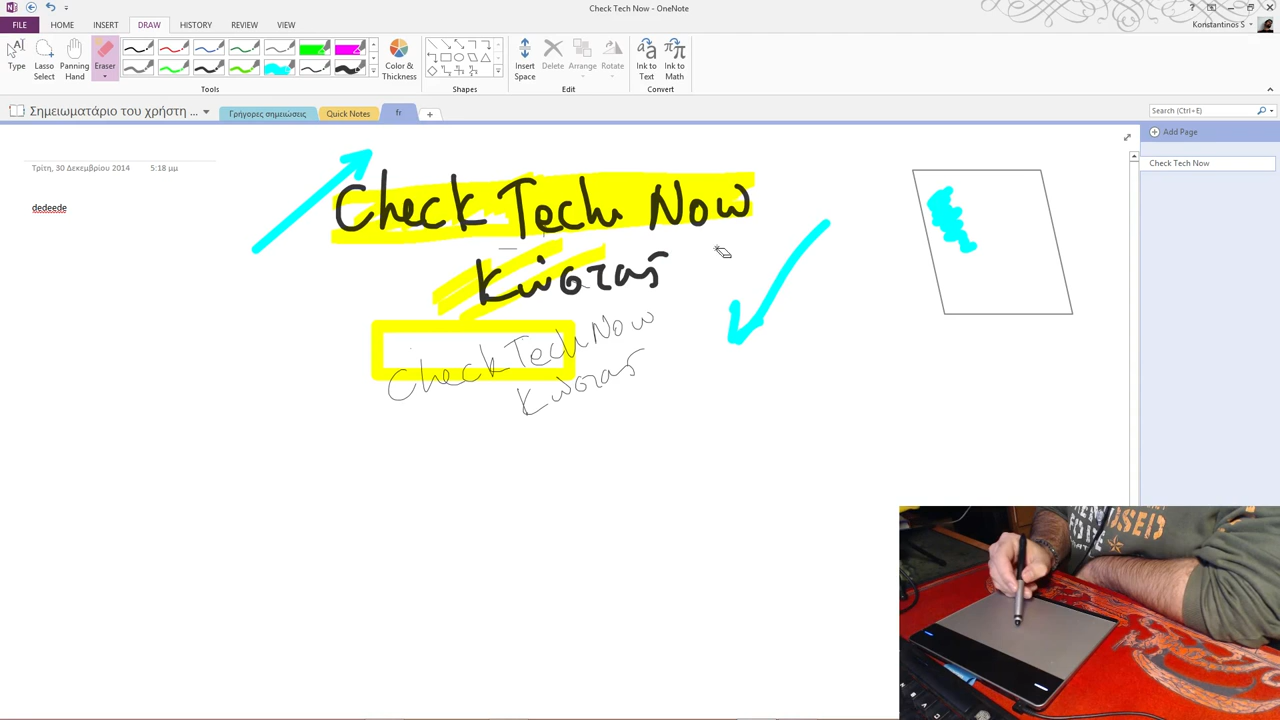 Check Tech Now - OneNote
FILE HOME INSERT DRAW HISTORY REVIEW VIEW
Konstantinos S
Type
Lasso Select
Panning Hand
Eraser
Color & Thickness
Insert Space
Delete
Arrange
Rotate
Ink to Text
Ink to Math
Tools
Shapes
Edit
Convert
Σημειωματάριο του χρήστη ...
Γρήγορες σημειώσεις
Quick Notes
fr
Search (Ctrl+E)
Add Page
Check Tech Now
Τρίτη, 30 Δεκεμβρίου 2014 5:18 μμ
dedeede
Check Tech Now
Κώστας
Check Tech Now
Κώστας